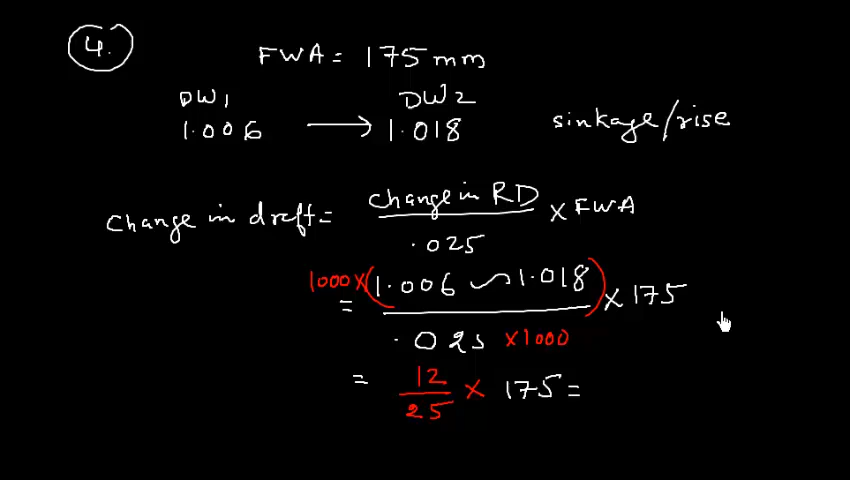 4.
FWA = 175 mm
DW1 DW2
1.006 → 1.018 sinkage/rise
Change in draft = change in RD / .025 × FWA
= 1000 × (1.006 ~ 1.018) / .025 × 1000 × 175
= 12 / 25 × 175 =